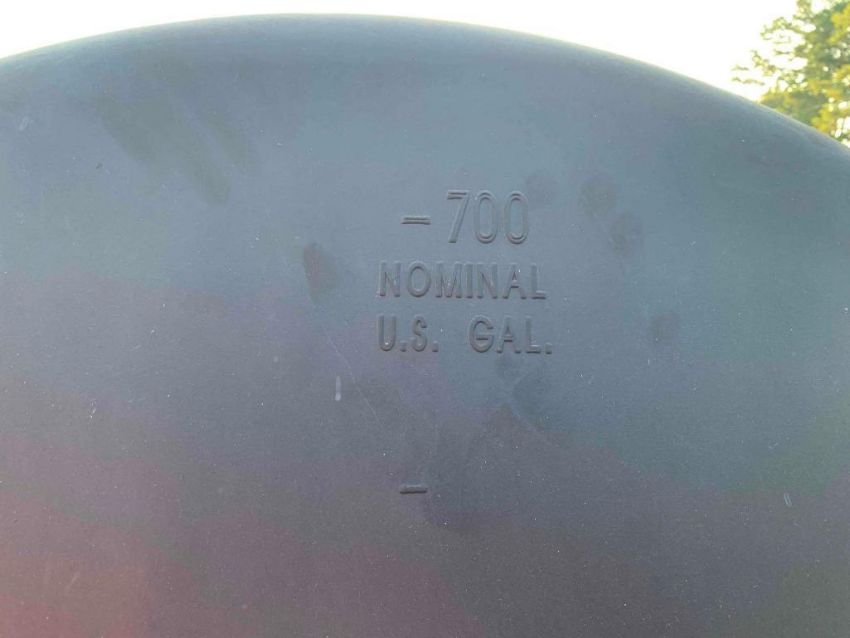 - 700
NOMINAL
U.S. GAL.
-